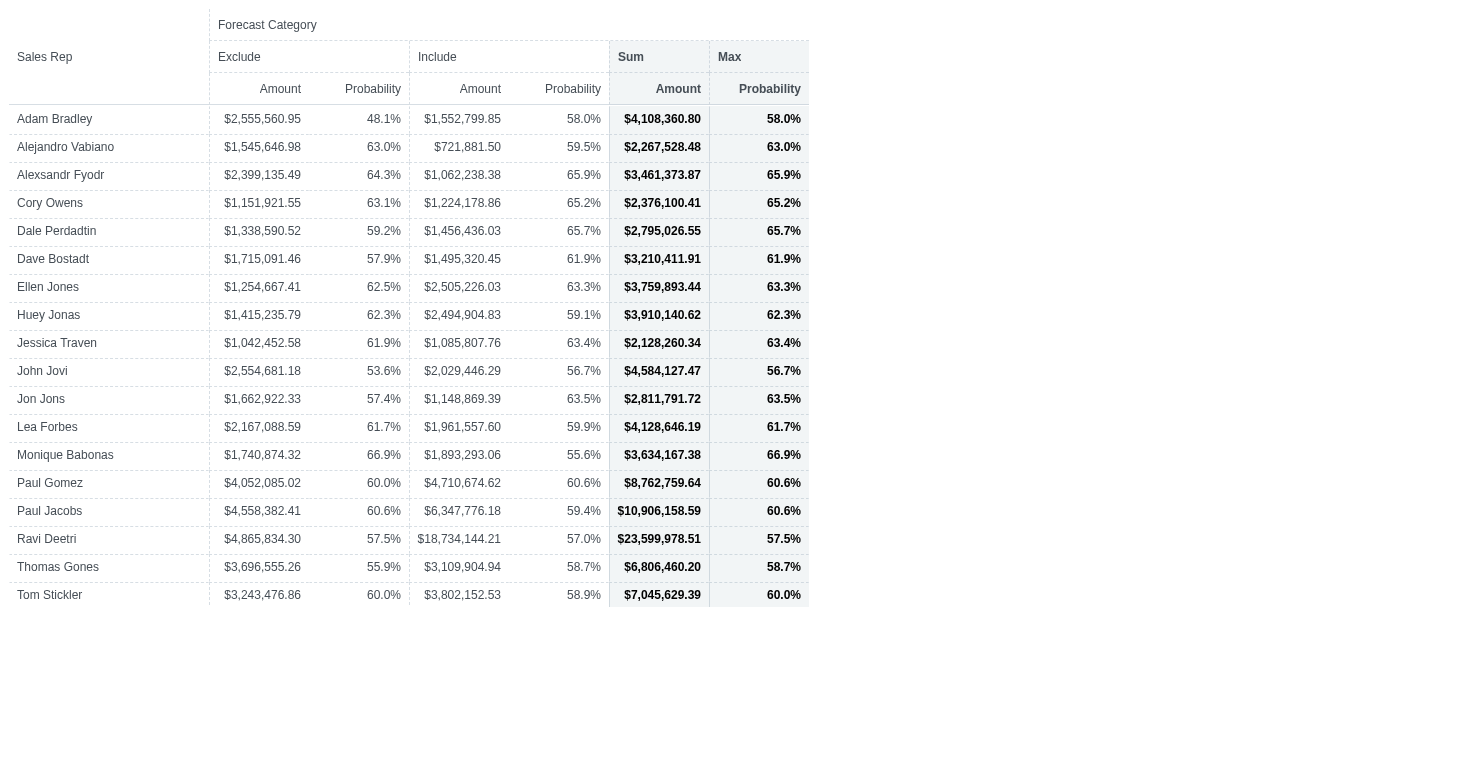 Forecast Category
Sales Rep Exclude Include Sum Max
Amount Probability Amount Probability Amount Probability
Adam Bradley $2,555,560.95 48.1% $1,552,799.85 58.0% $4,108,360.80 58.0%
Alejandro Vabiano $1,545,646.98 63.0% $721,881.50 59.5% $2,267,528.48 63.0%
Alexsandr Fyodr $2,399,135.49 64.3% $1,062,238.38 65.9% $3,461,373.87 65.9%
Cory Owens $1,151,921.55 63.1% $1,224,178.86 65.2% $2,376,100.41 65.2%
Dale Perdadtin $1,338,590.52 59.2% $1,456,436.03 65.7% $2,795,026.55 65.7%
Dave Bostadt $1,715,091.46 57.9% $1,495,320.45 61.9% $3,210,411.91 61.9%
Ellen Jones $1,254,667.41 62.5% $2,505,226.03 63.3% $3,759,893.44 63.3%
Huey Jonas $1,415,235.79 62.3% $2,494,904.83 59.1% $3,910,140.62 62.3%
Jessica Traven $1,042,452.58 61.9% $1,085,807.76 63.4% $2,128,260.34 63.4%
John Jovi $2,554,681.18 53.6% $2,029,446.29 56.7% $4,584,127.47 56.7%
Jon Jons $1,662,922.33 57.4% $1,148,869.39 63.5% $2,811,791.72 63.5%
Lea Forbes $2,167,088.59 61.7% $1,961,557.60 59.9% $4,128,646.19 61.7%
Monique Babonas $1,740,874.32 66.9% $1,893,293.06 55.6% $3,634,167.38 66.9%
Paul Gomez $4,052,085.02 60.0% $4,710,674.62 60.6% $8,762,759.64 60.6%
Paul Jacobs $4,558,382.41 60.6% $6,347,776.18 59.4% $10,906,158.59 60.6%
Ravi Deetri $4,865,834.30 57.5% $18,734,144.21 57.0% $23,599,978.51 57.5%
Thomas Gones $3,696,555.26 55.9% $3,109,904.94 58.7% $6,806,460.20 58.7%
Tom Stickler $3,243,476.86 60.0% $3,802,152.53 58.9% $7,045,629.39 60.0%